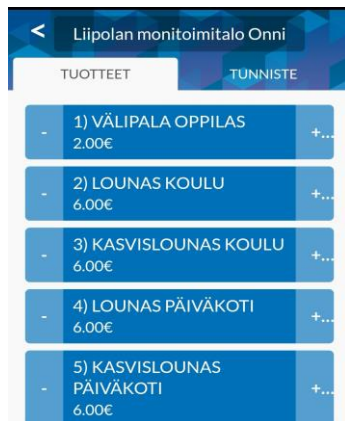 < Liipolan monitoimitalo Onni
TUOTTEET TUNNISTE
- 1) VÄLIPALA OPPILAS +...
2.00€
- 2) LOUNAS KOULU +...
6.00€
- 3) KASVISLOUNAS KOULU +...
6.00€
- 4) LOUNAS PÄIVÄKOTI +...
6.00€
5) KASVISLOUNAS
- PÄIVÄKOTI +...
6.00€